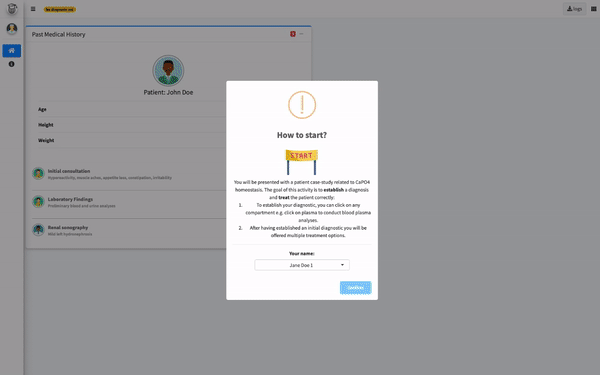 No diagnostic yet
logs
Past Medical History
Patient: John Doe
Age
Height
Weight
Initial consultation
Hyperactivity, muscle aches, appetite loss, constipation, irritability
Laboratory Findings
Preliminary blood and urine analysis
Renal sonography
Mild left hydronephrosis
How to start?
START
You will be presented with a patient case-study related to CaPO4
homestasis. The goal of this activity is to establish a diagnosis
and treat the patient correctly:
1. To establish your diagnostic, you can click on any
compartment e.g. click on plasma to conduct blood plasma
analyses.
2. After having established an initial diagnostic you will be
offered multiple treatment options.
Your name:
Jane Doe 1